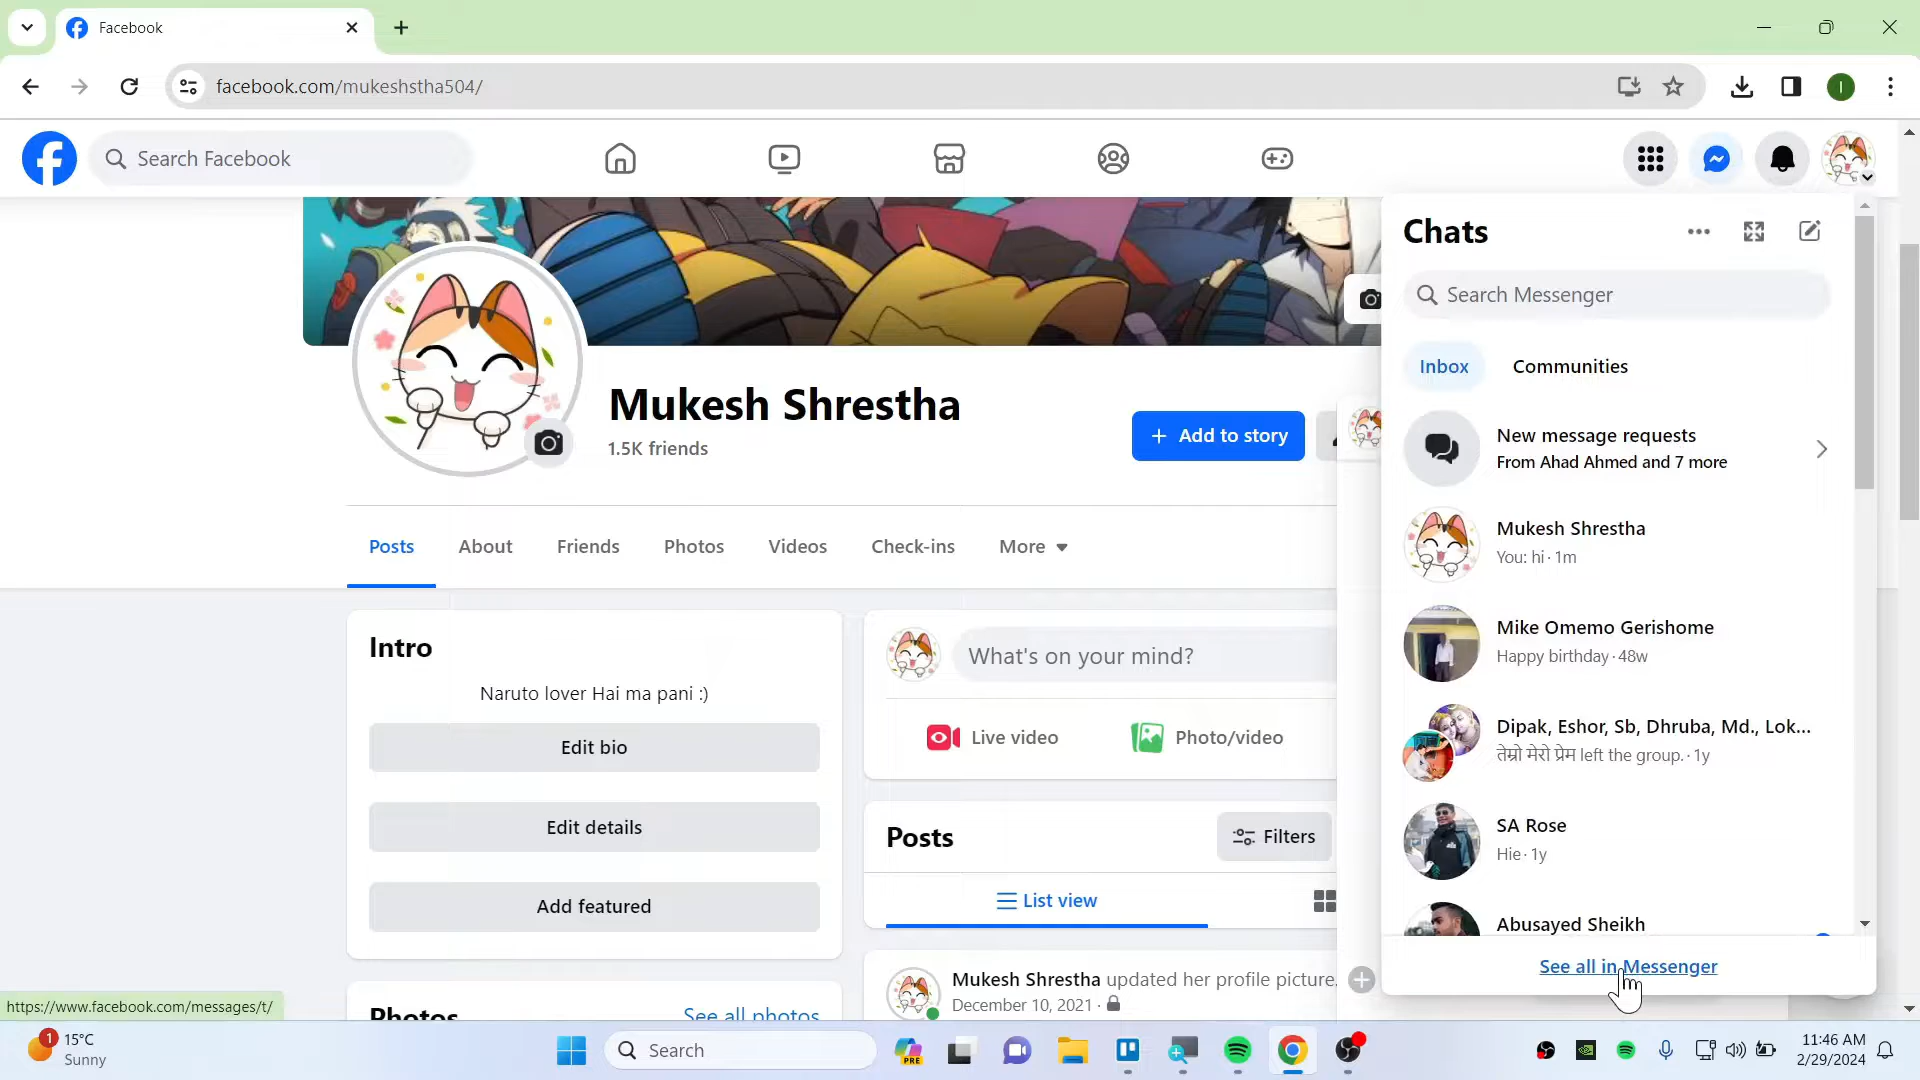 Facebook
facebook.com/mukeshstha504/
I
Search Facebook
Chats
Search Messenger
Inbox
Communities
New message requests
From Ahad Ahmed and 7 more
Mukesh Shrestha
You: hi · 1m
Mike Omemo Gerishome
Happy birthday · 48w
Dipak, Eshor, Sb, Dhruba, Md., Lok...
तेम्रो मेरो प्रेम left the group. · 1y
SA Rose
Hie · 1y
Abusayed Sheikh
See all in Messenger
Mukesh Shrestha
1.5K friends
+ Add to story
Posts
About
Friends
Photos
Videos
Check-ins
More
Intro
Naruto lover Hai ma pani :)
Edit bio
Edit details
Add featured
Photos
See all photos
What's on your mind?
Live video
Photo/video
Posts
Filters
List view
Mukesh Shrestha updated her profile picture.
December 10, 2021 ·
https://www.facebook.com/messages/t/
1
15°C
Sunny
Search
PRE
11:46 AM
2/29/2024